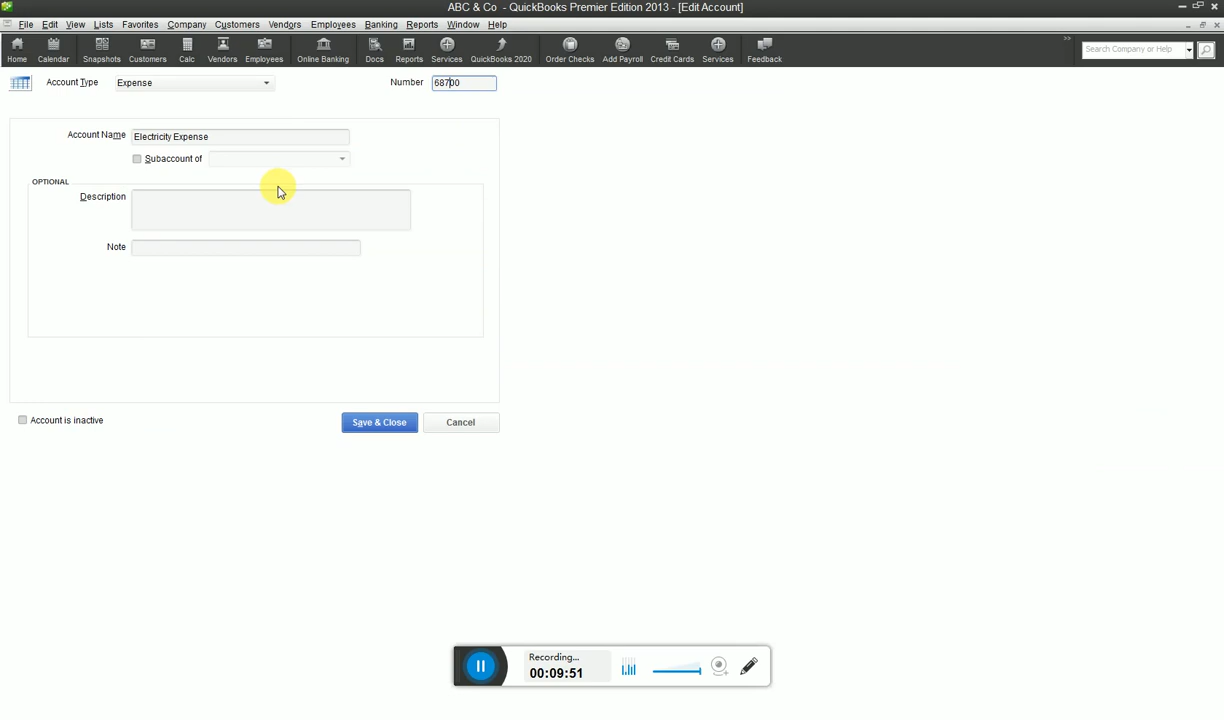 ABC & Co - QuickBooks Premier Edition 2013 - [Edit Account]
File Edit View Lists Favorites Company Customers Vendors Employees Banking Reports Window Help
Home Calendar Snapshots Customers Calc Vendors Employees Online Banking Docs Reports Services QuickBooks 2020 Order Checks Add Payroll Credit Cards Services Feedback
Search Company or Help
Account Type Expense Number 68700
Account Name Electricity Expense
Subaccount of
OPTIONAL
Description
Note
Account is inactive Save & Close Cancel
Recording...
00:09:51